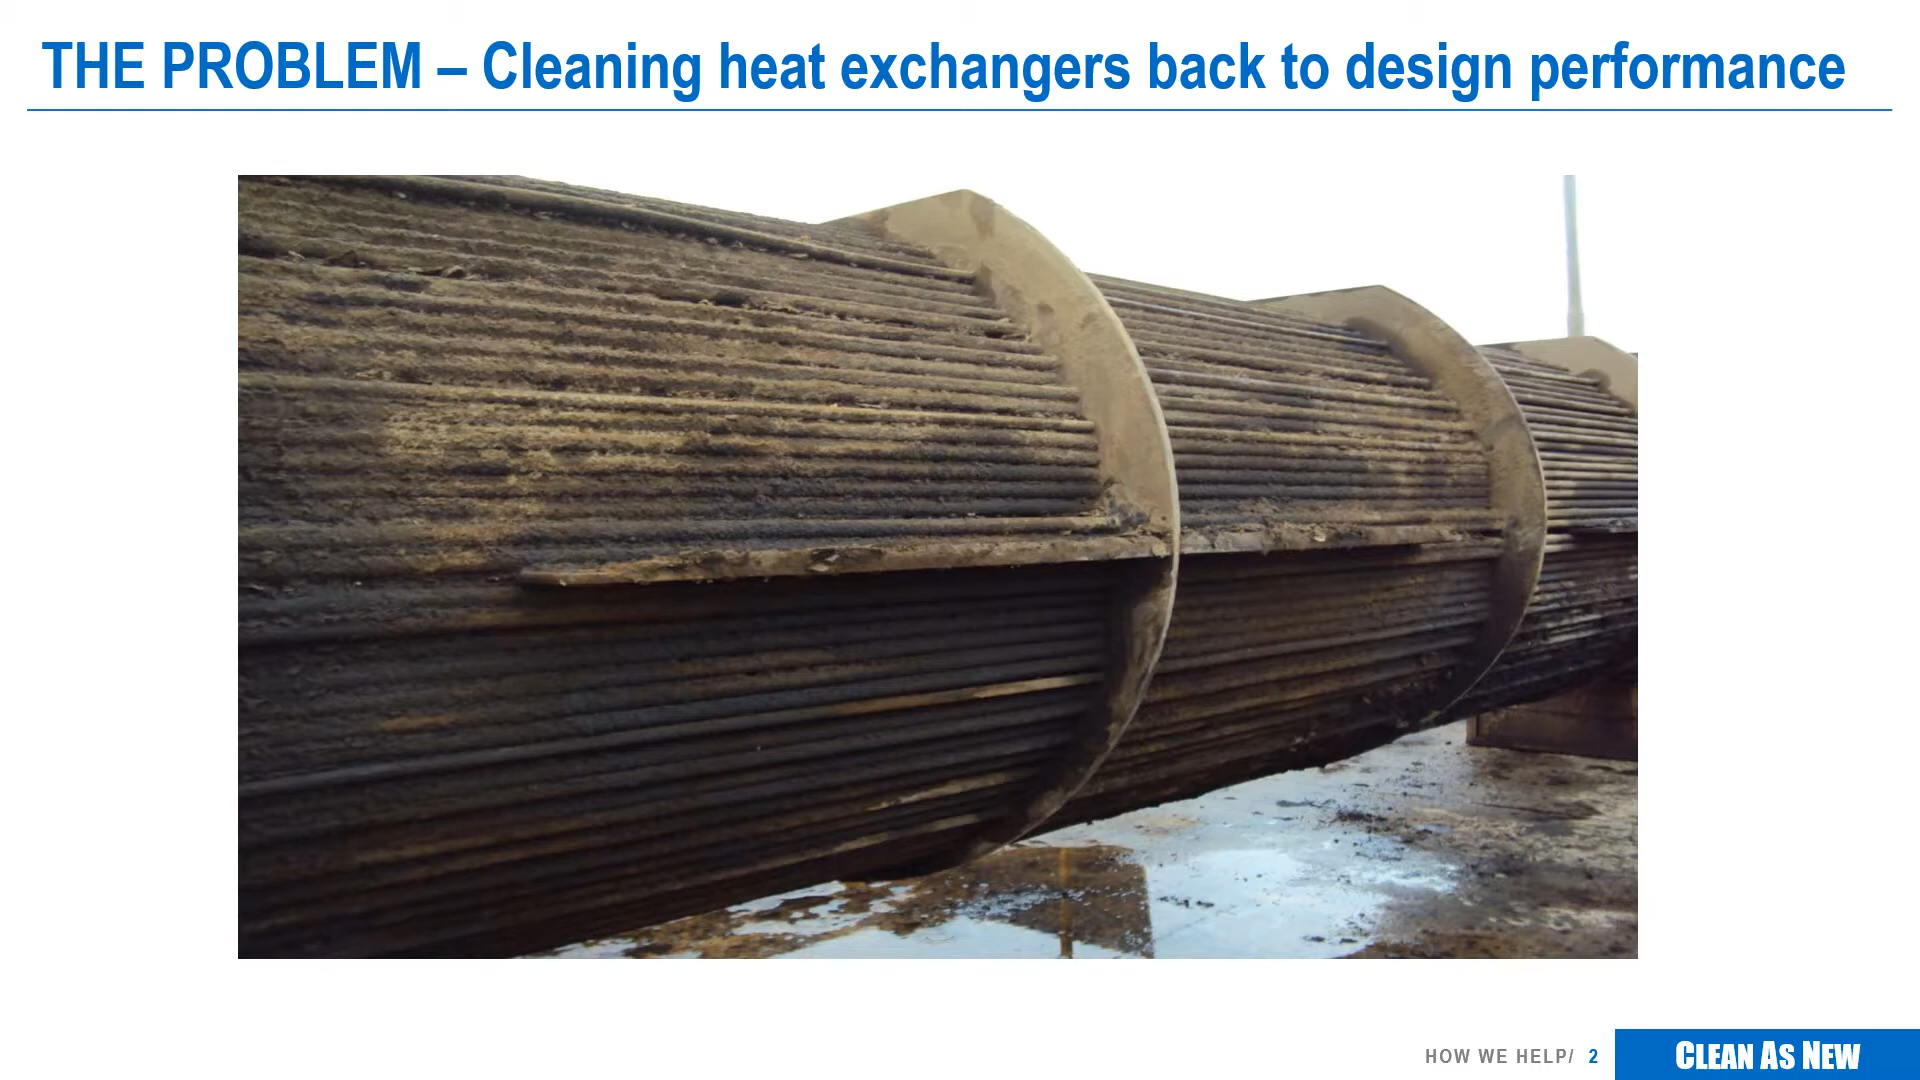 THE PROBLEM – Cleaning heat exchangers back to design performance
HOW WE HELP/ 2
CLEAN AS NEW